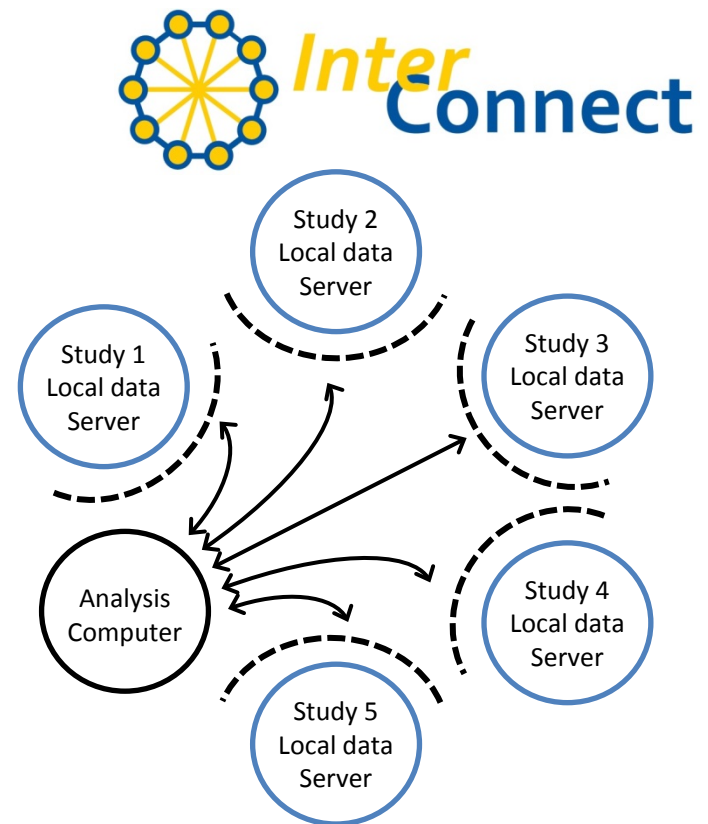 Inter
Connect
Study 2
Local data
Server
Study 1
Local data
Server
Study 3
Local data
Server
Analysis
Computer
Study 4
Local data
Server
Study 5
Local data
Server